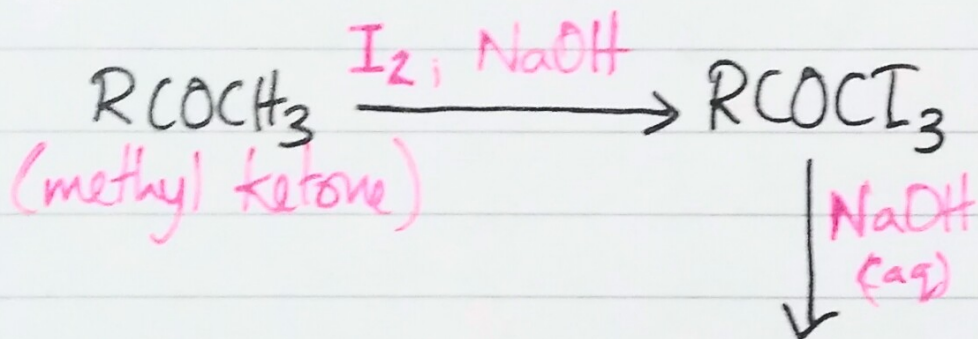 I₂, NaOH
RCOCH₃ → RCOCI₃
(methyl ketone)
NaOH
(aq)